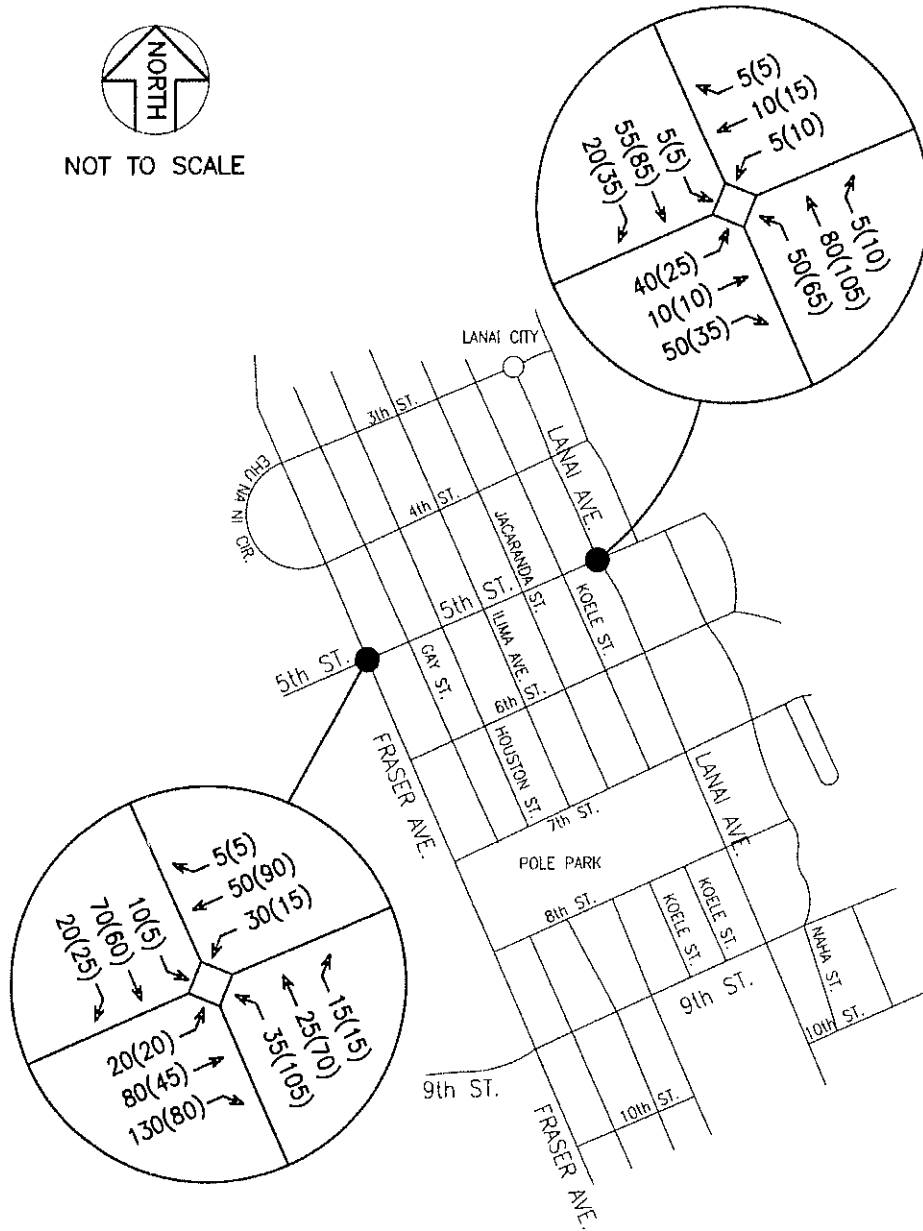 NORTH
NOT TO SCALE
5(5)
10(15)
5(10)
5(5)
55(85)
20(35)
5(10)
80(105)
50(65)
40(25)
10(10)
50(35)
LANAI CITY
3th ST.
EHU NA NI CIR.
4th ST.
LANAI AVE.
JACARANDA ST.
5th ST.
KOELE ST.
5th ST.
GAY ST.
ILIMA AVE. ST.
6th ST.
HOUSTON ST.
FRASER AVE.
7th ST.
LANAI AVE.
POLE PARK
8th ST.
KOELE ST.
KOELE ST.
NAHA ST.
9th ST.
10th ST.
9th ST.
10th ST.
FRASER AVE.
5(5)
50(90)
30(15)
10(5)
70(60)
20(25)
15(15)
25(70)
35(105)
20(20)
80(45)
130(80)